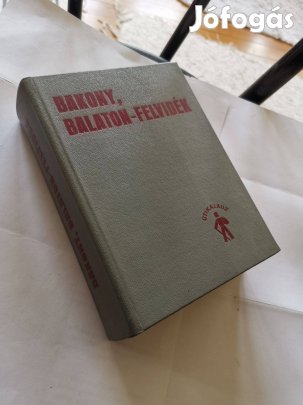 Jófogás
BAKONY,
BALATON-FELVIDÉK
ÚTIKALAUZ